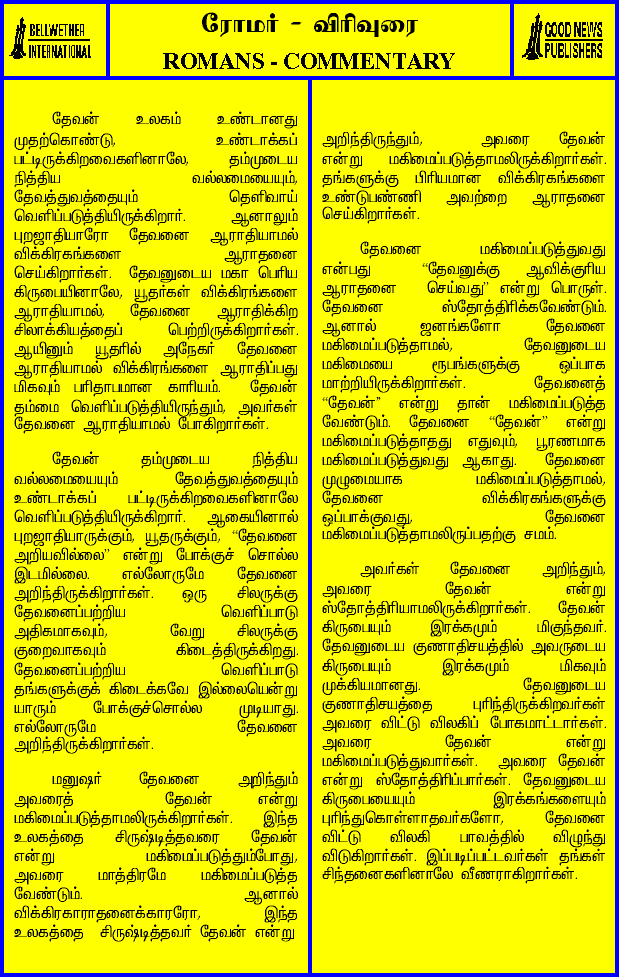 BELLWETHER
INTERNATIONAL
ரோமர் - விரிவுரை
ROMANS - COMMENTARY
GOOD NEWS
PUBLISHERS
தேவன் உலகம் உண்டானது
முதற்கொண்டு, உண்டாக்கப்
பட்டிருக்கிறவைகளினாலே, தம்முடைய
நித்திய வல்லமையையும்,
தேவத்துவத்தையும் தெளிவாய்
வெளிப்படுத்தியிருக்கிறார். ஆனாலும்
புறஜாதியாரோ தேவனை ஆராதியாமல்
விக்கிரகங்களை ஆராதனை
செய்கிறார்கள். தேவனுடைய மகா பெரிய
கிருபையினாலே, யூதர்கள் விக்கிரங்களை
ஆராதியாமல், தேவனை ஆராதிக்கிற
சிலாக்கியத்தைப் பெற்றிருக்கிறார்கள்.
ஆயினும் யூதரில் அநேகர் தேவனை
ஆராதியாமல் விக்கிரங்களை ஆராதிப்பது
மிகவும் பரிதாபமான காரியம். தேவன்
தம்மை வெளிப்படுத்தியிருந்தும், அவர்கள்
தேவனை ஆராதியாமல் போகிறார்கள்.
தேவன் தம்முடைய நித்திய
வல்லமையையும் தேவத்துவத்தையும்
உண்டாக்கப் பட்டிருக்கிறவைகளினாலே
வெளிப்படுத்தியிருக்கிறார். ஆகையினால்
புறஜாதியாருக்கும், யூதருக்கும், “தேவனை
அறியவில்லை” என்று போக்குச் சொல்ல
இடமில்லை. எல்லோருமே தேவனை
அறிந்திருக்கிறார்கள். ஒரு சிலருக்கு
தேவனைப்பற்றிய வெளிப்பாடு
அதிகமாகவும், வேறு சிலருக்கு
குறைவாகவும் கிடைத்திருக்கிறது.
தேவனைப்பற்றிய வெளிப்பாடு
தங்களுக்குக் கிடைக்கவே இல்லையென்று
யாரும் போக்குச்சொல்ல முடியாது.
எல்லோருமே தேவனை
அறிந்திருக்கிறார்கள்.
மனுஷர் தேவனை அறிந்தும்
அவரைத் தேவன் என்று
மகிமைப்படுத்தாமலிருக்கிறார்கள். இந்த
உலகத்தை சிருஷ்டித்தவரை தேவன்
என்று மகிமைப்படுத்தும்போது,
அவரை மாத்திரமே மகிமைப்படுத்த
வேண்டும். ஆனால்
விக்கிரகாராதனைக்காரரோ, இந்த
உலகத்தை சிருஷ்டித்தவர் தேவன் என்று
அறிந்திருந்தும், அவரை தேவன்
என்று மகிமைப்படுத்தாமலிருக்கிறார்கள்.
தங்களுக்கு பிரியமான விக்கிரகங்களை
உண்டுபண்ணி அவற்றை ஆராதனை
செய்கிறார்கள்.
தேவனை மகிமைப்படுத்துவது
என்பது “தேவனுக்கு ஆவிக்குரிய
ஆராதனை செய்வது” என்று பொருள்.
தேவனை ஸ்தோத்திரிக்கவேண்டும்.
ஆனால் ஜனங்களோ தேவனை
மகிமைப்படுத்தாமல், தேவனுடைய
மகிமையை ரூபங்களுக்கு ஒப்பாக
மாற்றியிருக்கிறார்கள். தேவனைத்
“தேவன்” என்று தான் மகிமைப்படுத்த
வேண்டும். தேவனை “தேவன்” என்று
மகிமைப்படுத்தாதது எதுவும், பூரணமாக
மகிமைப்படுத்துவது ஆகாது. தேவனை
முழுமையாக மகிமைப்படுத்தாமல்,
தேவனை விக்கிரகங்களுக்கு
ஒப்பாக்குவது, தேவனை
மகிமைப்படுத்தாமலிருப்பதற்கு சமம்.
அவர்கள் தேவனை அறிந்தும்,
அவரை தேவன் என்று
ஸ்தோத்திரியாமலிருக்கிறார்கள். தேவன்
கிருபையும் இரக்கமும் மிகுந்தவர்.
தேவனுடைய குணாதிசயத்தில் அவருடைய
கிருபையும் இரக்கமும் மிகவும்
முக்கியமானது. தேவனுடைய
குணாதிசயத்தை புரிந்திருக்கிறவர்கள்
அவரை விட்டு விலகிப் போகமாட்டார்கள்.
அவரை தேவன் என்று
மகிமைப்படுத்துவார்கள். அவரை தேவன்
என்று ஸ்தோத்திரிப்பார்கள். தேவனுடைய
கிருபையையும் இரக்கங்களையும்
புரிந்துகொள்ளாதவர்களோ, தேவனை
விட்டு விலகி பாவத்தில் விழுந்து
விடுகிறார்கள். இப்படிப்பட்டவர்கள் தங்கள்
சிந்தனைகளினாலே வீணராகிறார்கள்.